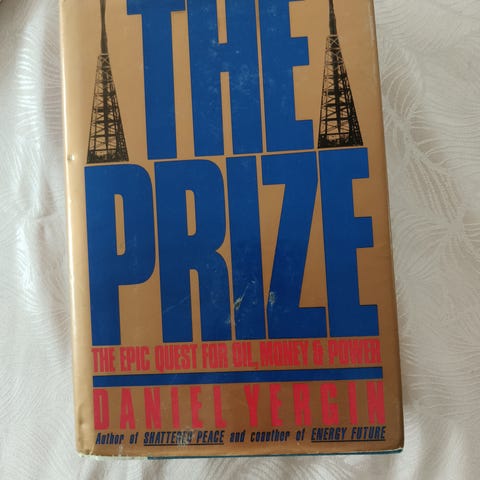 THE
PRIZE
THE EPIC QUEST FOR OIL, MONEY & POWER
DANIEL YERGIN
Author of SHATTERED PEACE and coauthor of ENERGY FUTURE